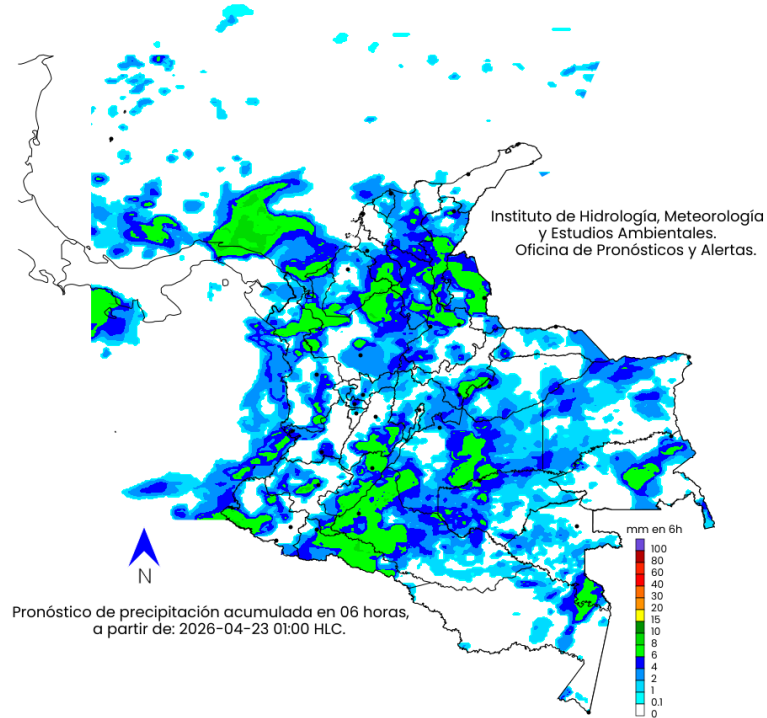 Instituto de Hidrología, Meteorología
y Estudios Ambientales.
Oficina de Pronósticos y Alertas.
mm en 6h
100
80
60
40
30
20
15
10
8
6
4
2
1
0.1
0
N
Pronóstico de precipitación acumulada en 06 horas,
a partir de: 2026-04-23 01:00 HLC.